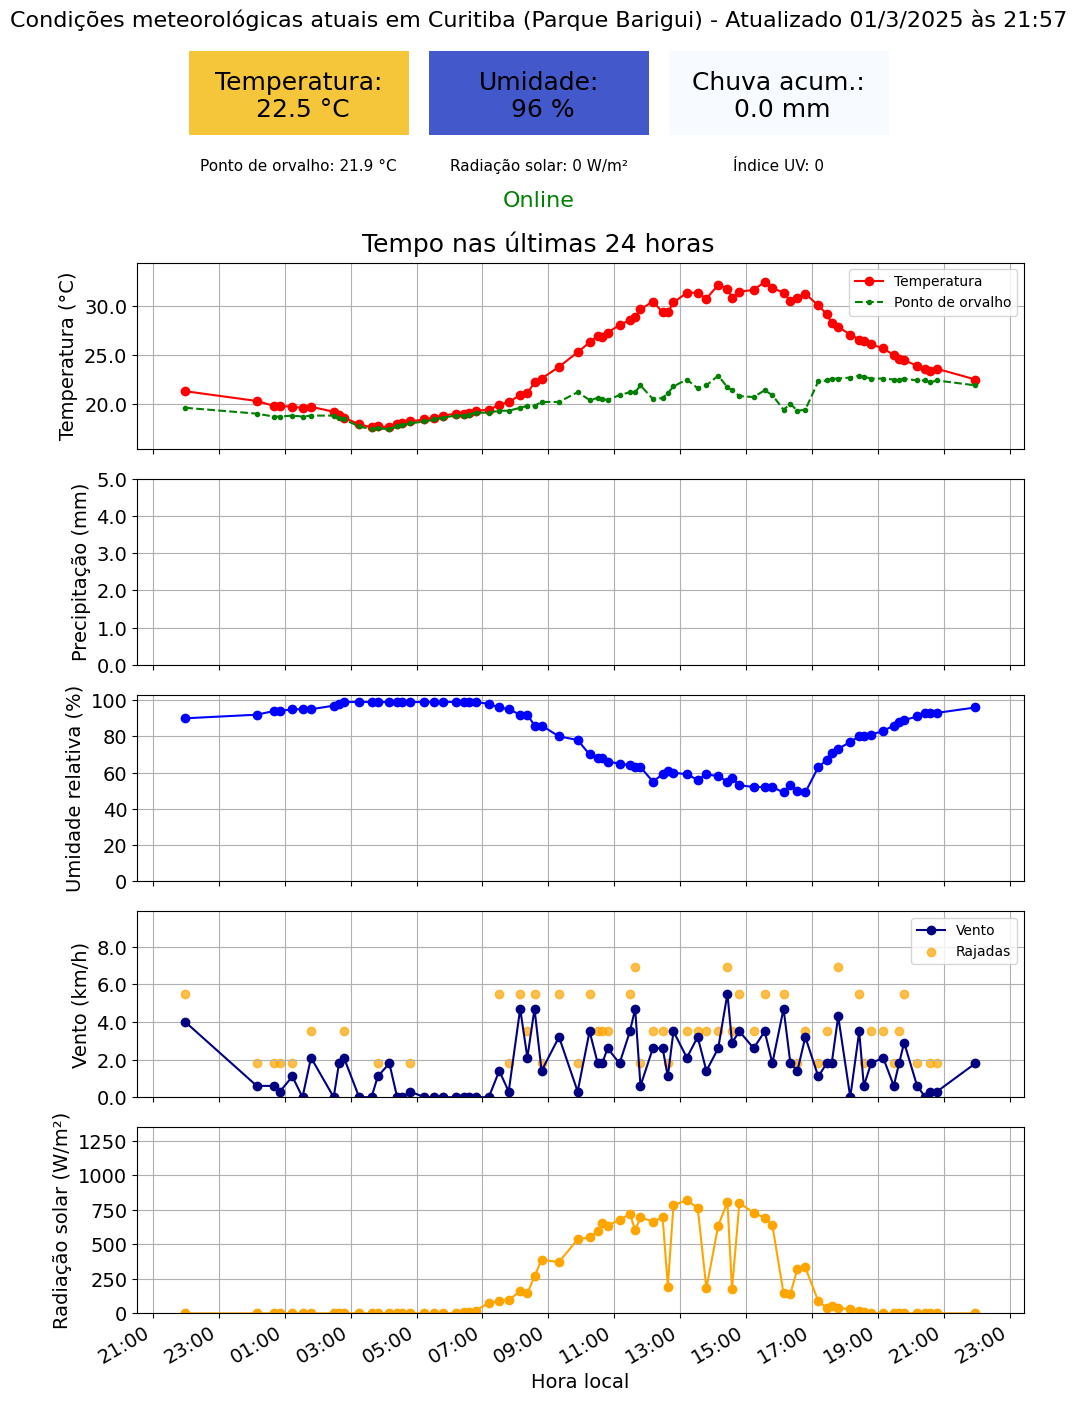 Condições meteorológicas atuais em Curitiba (Parque Barigui) - Atualizado 01/3/2025 às 21:57
Temperatura:
22.5 °C
Umidade:
96 %
Chuva acum.:
0.0 mm
Ponto de orvalho: 21.9 °C
Radiação solar: 0 W/m²
Índice UV: 0
Online
Tempo nas últimas 24 horas
Temperatura (°C)
30.0
25.0
20.0
Temperatura
Ponto de orvalho
Precipitação (mm)
5.0
4.0
3.0
2.0
1.0
0.0
Umidade relativa (%)
100
80
60
40
20
0
Vento (km/h)
8.0
6.0
4.0
2.0
0.0
Vento
Rajadas
Radiação solar (W/m²)
1250
1000
750
500
250
0
21:00
23:00
01:00
03:00
05:00
07:00
09:00
11:00
13:00
15:00
17:00
19:00
21:00
23:00
Hora local